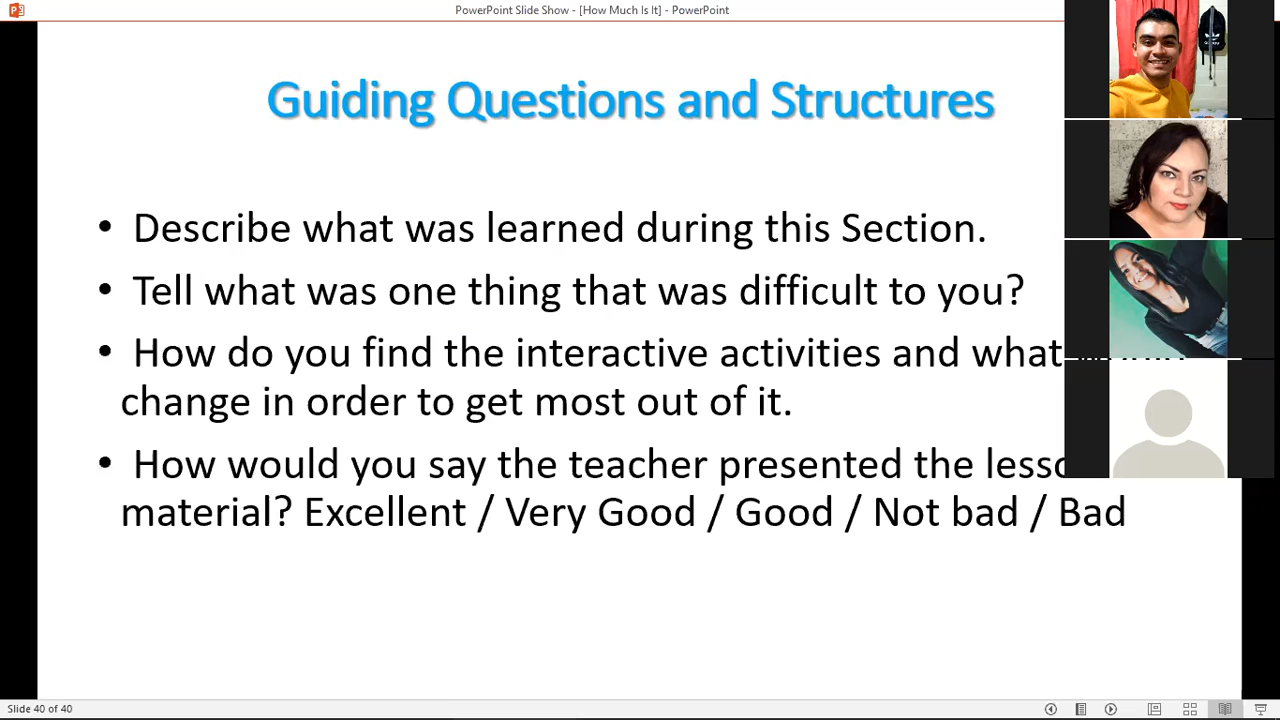 PowerPoint Slide Show - [How Much Is It] - PowerPoint
Guiding Questions and Structures
• Describe what was learned during this Section.
• Tell what was one thing that was difficult to you?
• How do you find the interactive activities and what
change in order to get most out of it.
• How would you say the teacher presented the
material? Excellent / Very Good / Good / Not bad / Bad
Slide 40 of 40